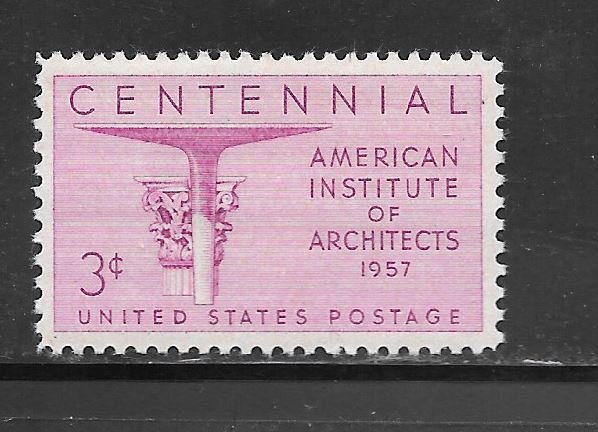 CENTENNIAL
AMERICAN
INSTITUTE
OF
ARCHITECTS
1957
3¢
UNITED STATES POSTAGE